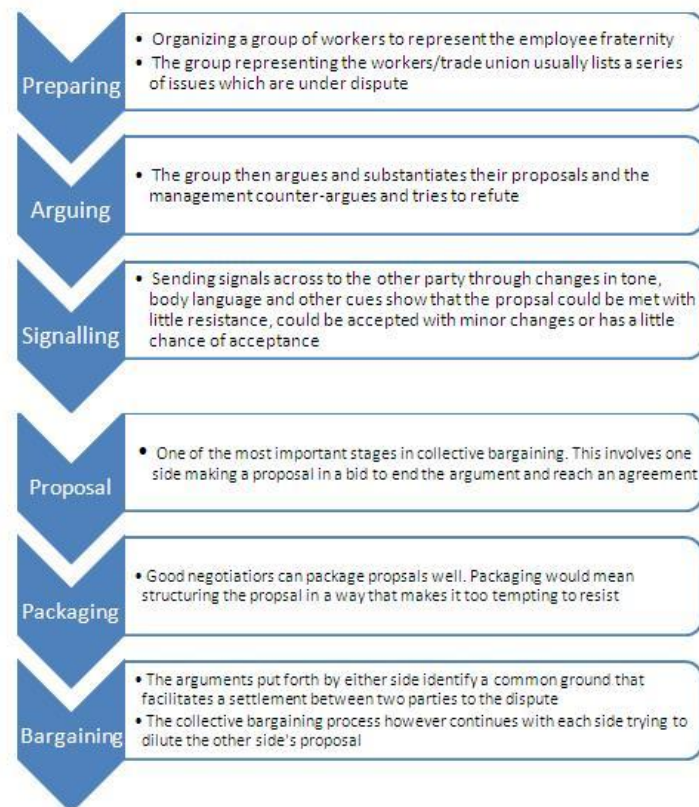 Preparing
• Organizing a group of workers to represent the employee fraternity
• The group representing the workers/trade union usually lists a series
of issues which are under dispute
Arguing
• The group then argues and substantiates their proposals and the
management counter-argues and tries to refute
Signalling
• Sending signals across to the other party through changes in tone,
body language and other cues show that the propsal could be met with
little resistance, could be accepted with minor changes or has a little
chance of acceptance
Proposal
• One of the most important stages in collective bargaining. This involves one
side making a proposal in a bid to end the argument and reach an agreement
Packaging
• Good negotiatiors can package propsals well. Packaging would mean
structuring the propsal in a way that makes it too tempting to resist
Bargaining
• The arguments put forth by either side identify a common ground that
facilitates a settlement between two parties to the dispute
• The collective bargaining process however continues with each side trying to
dilute the other side's proposal